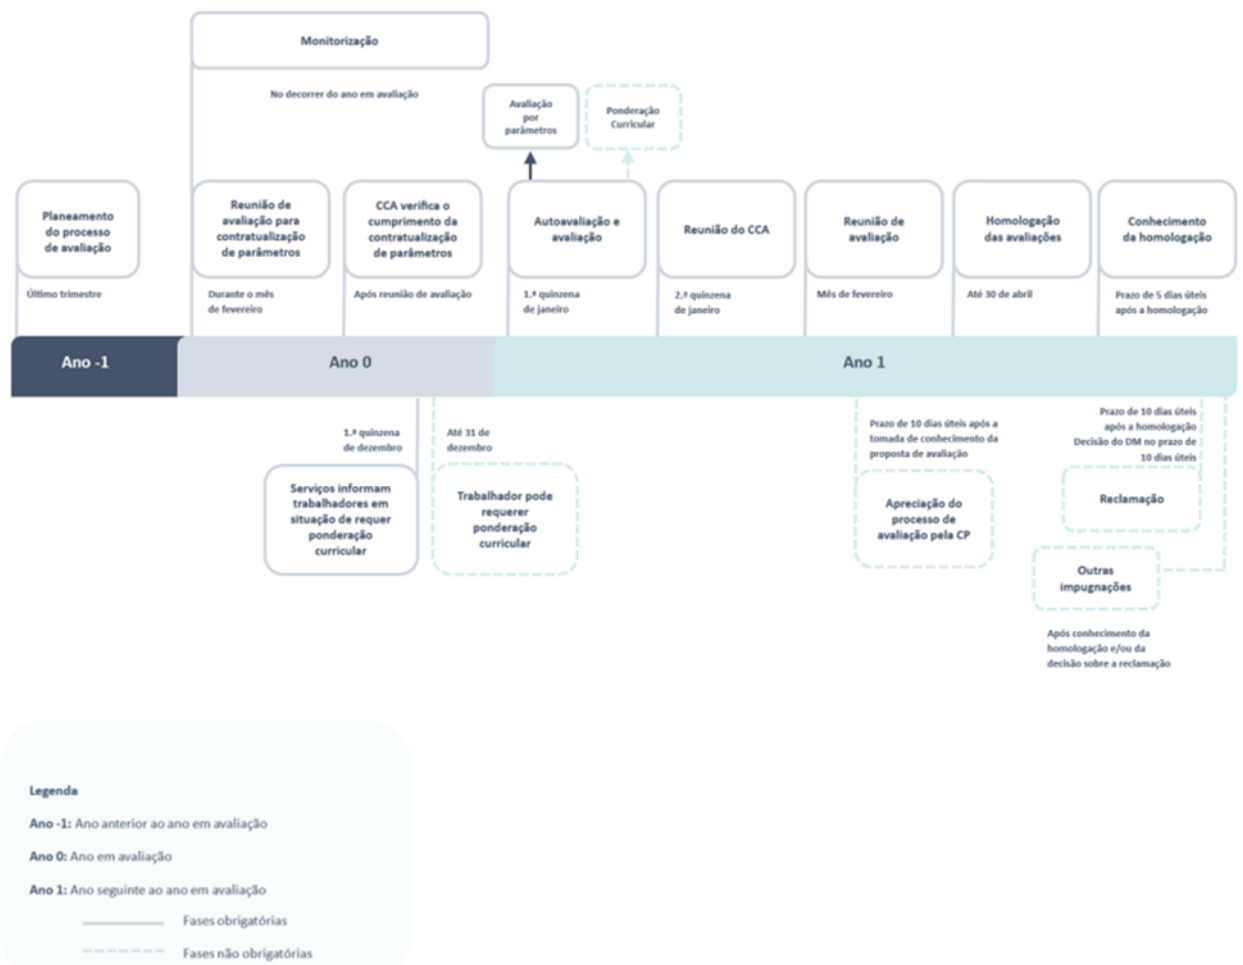 Monitorização
No decorrer do ano em avaliação
Avaliação
por
parâmetros
Ponderação
Curricular
Planeamento
do processo
de avaliação
Último trimestre
Reunião de
avaliação para
contratualização
de parâmetros
Durante o mês
de fevereiro
CCA verifica o
cumprimento da
contratualização
de parâmetros
Após reunião de avaliação
Autoavaliação e
avaliação
1.ª quinzena
de janeiro
Reunião do CCA
2.ª quinzena
de janeiro
Reunião de
avaliação
Mês de fevereiro
Homologação
das avaliações
Até 30 de abril
Conhecimento
da homologação
Prazo de 5 dias úteis
após a homologação
Ano -1
Ano 0
Ano 1
1.ª quinzena
de dezembro
Serviços informam
trabalhadores em
situação de requer
ponderação
curricular
Até 31 de
dezembro
Trabalhador pode
requerer
ponderação
curricular
Prazo de 10 dias úteis após a
tomada de conhecimento da
proposta de avaliação
Apreciação do
processo de
avaliação pela CP
Prazo de 10 dias úteis
após a homologação
Decisão do DM no prazo de
10 dias úteis
Reclamação
Outras
impugnações
Após conhecimento da
homologação e/ou da
decisão sobre a reclamação
Legenda
Ano -1: Ano anterior ao ano em avaliação
Ano 0: Ano em avaliação
Ano 1: Ano seguinte ao ano em avaliação
Fases obrigatórias
Fases não obrigatórias